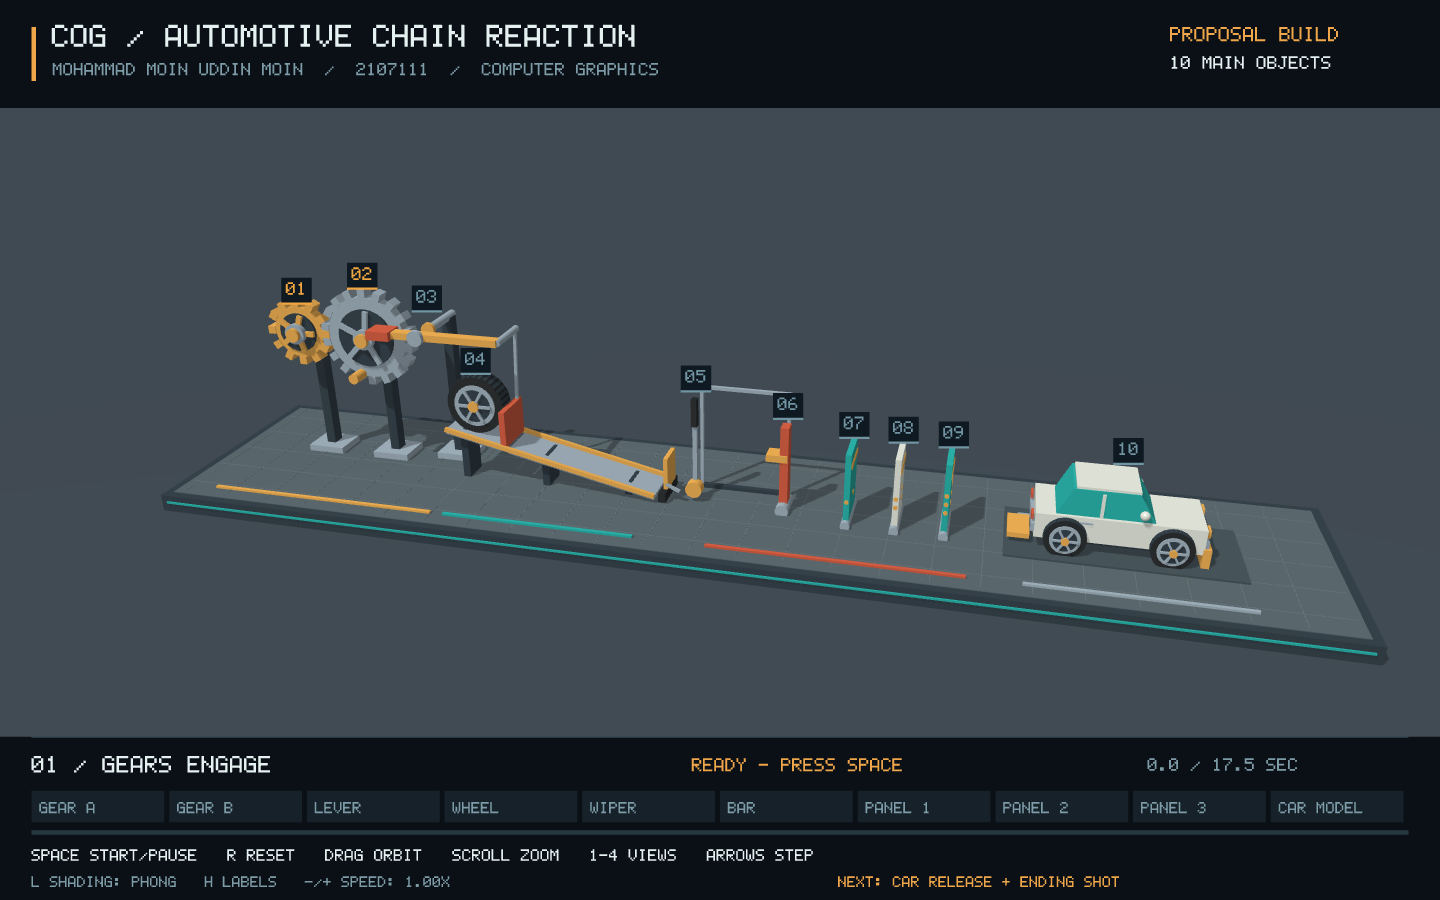 COG / AUTOMOTIVE CHAIN REACTION
PROPOSAL BUILD
MOHAMMAD MOIN UDDIN MOIN / 2107111 / COMPUTER GRAPHICS
10 MAIN OBJECTS
01
02
03
04
05
06
07
08
09
10
01 / GEARS ENGAGE
READY - PRESS SPACE
0.0 / 17.5 SEC
GEAR A
GEAR B
LEVER
WHEEL
WIPER
BAR
PANEL 1
PANEL 2
PANEL 3
CAR MODEL
SPACE START/PAUSE R RESET DRAG ORBIT SCROLL ZOOM 1-4 VIEWS ARROWS STEP
L SHADING: PHONG H LABELS -/+ SPEED: 1.00X
NEXT: CAR RELEASE + ENDING SHOT